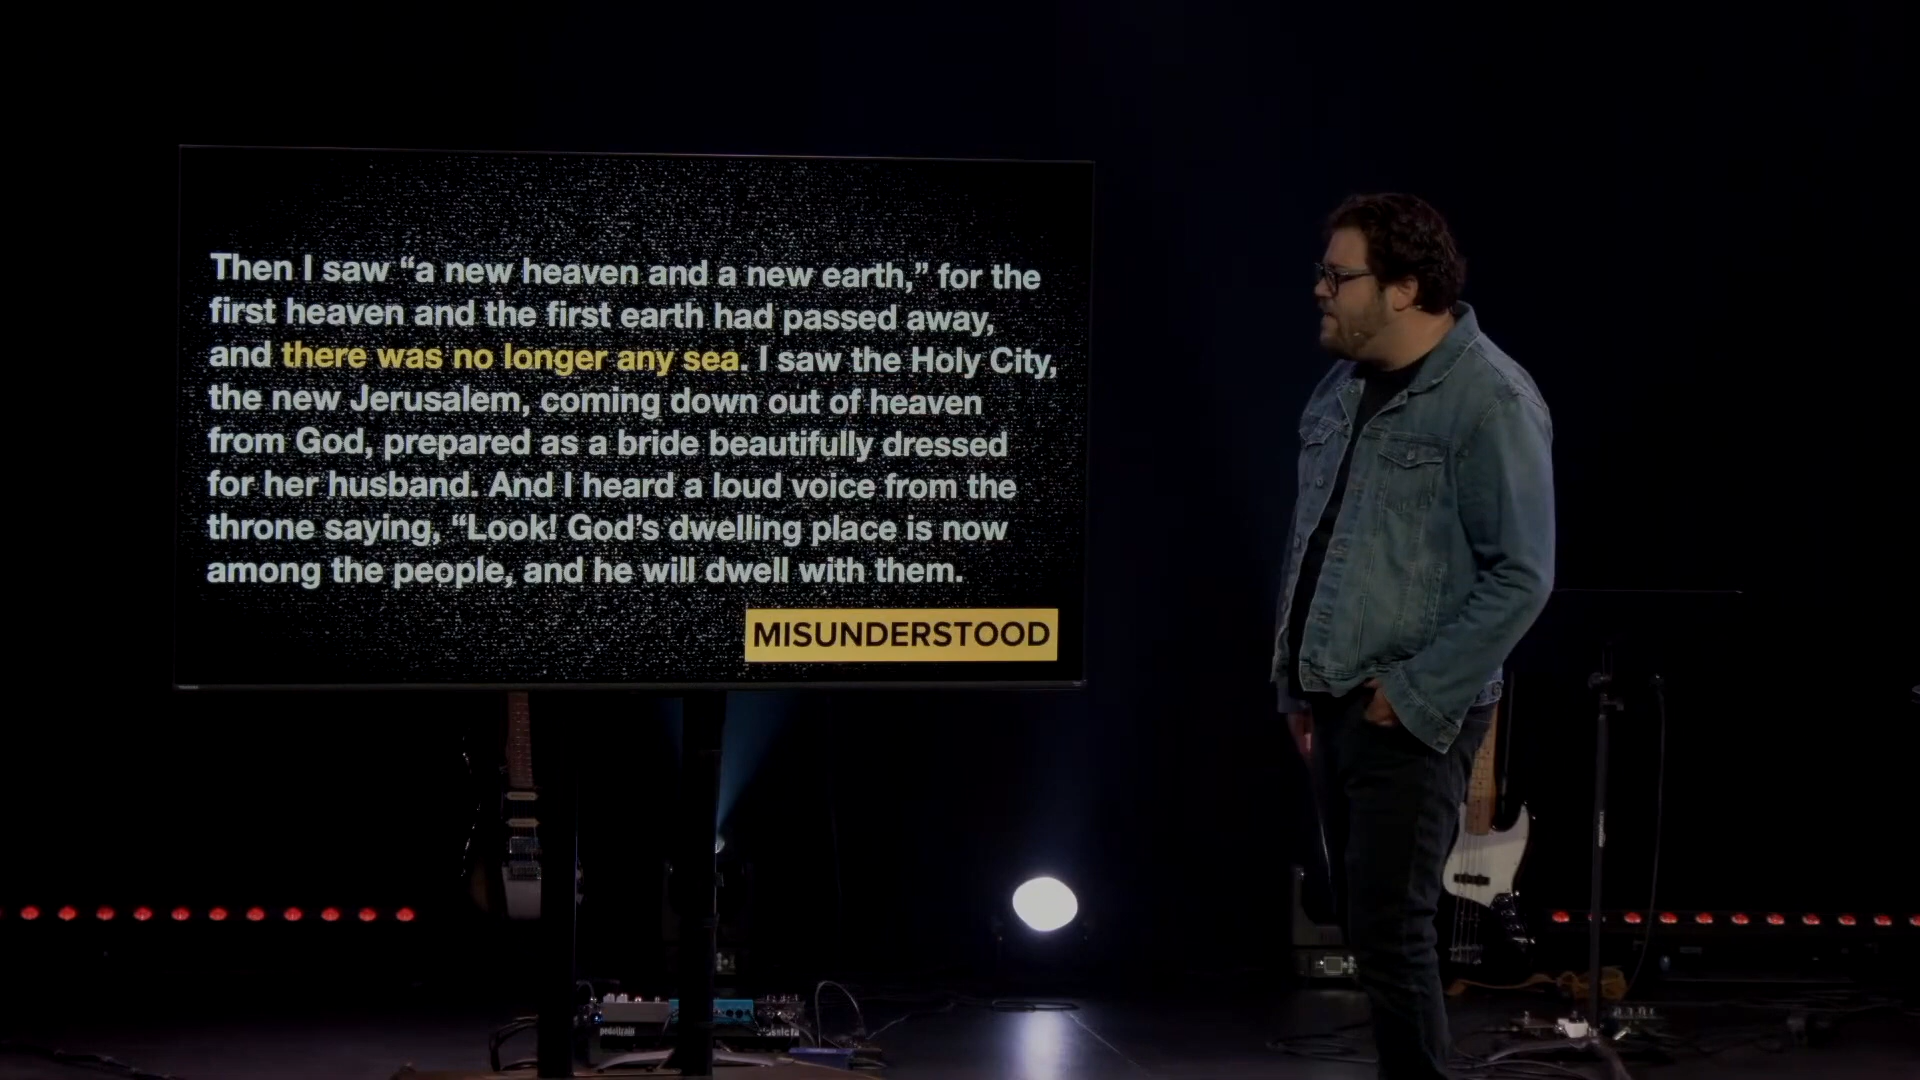 Then I saw “a new heaven and a new earth,” for the
first heaven and the first earth had passed away,
and there was no longer any sea. I saw the Holy City,
the new Jerusalem, coming down out of heaven
from God, prepared as a bride beautifully dressed
for her husband. And I heard a loud voice from the
throne saying, “Look! God’s dwelling place is now
among the people, and he will dwell with them.
MISUNDERSTOOD
pedaltrain